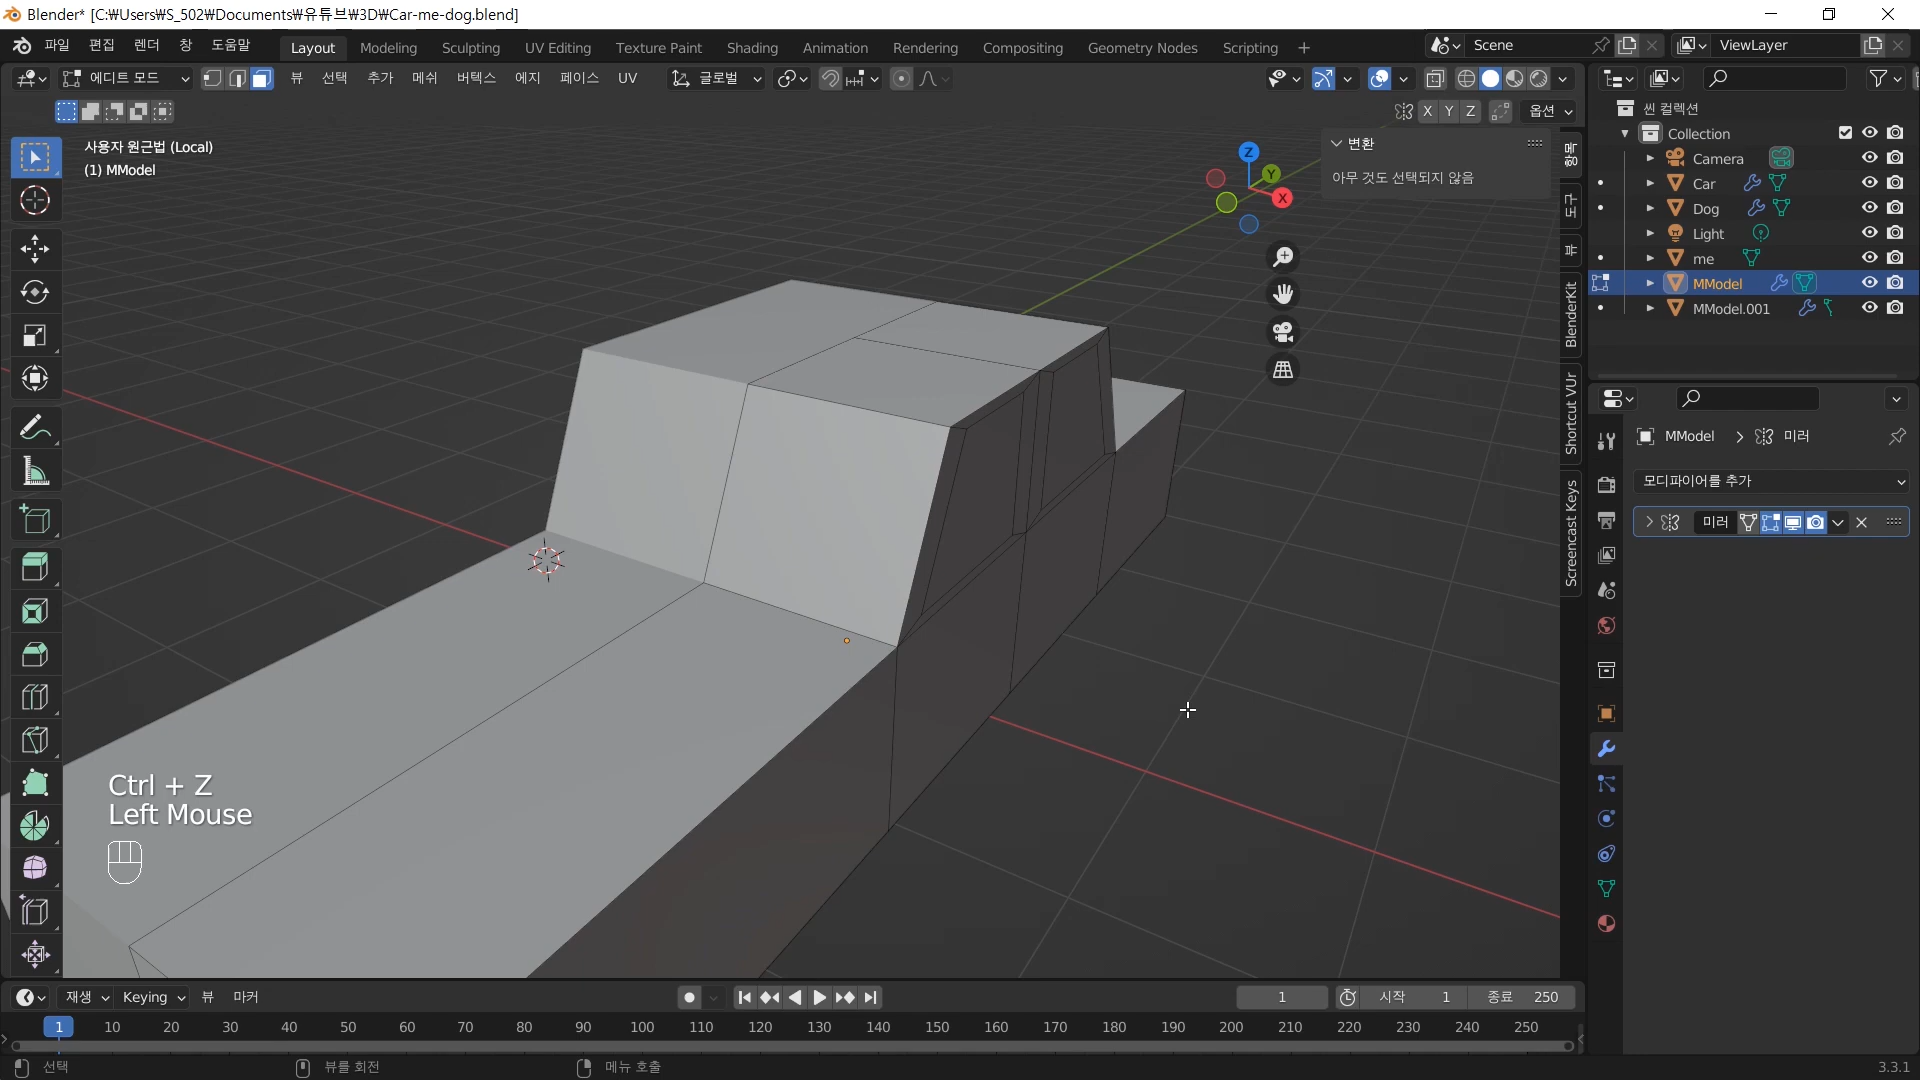 Blender* [C:₩Users₩S_502₩Documents₩유튜브₩3D₩Car-me-dog.blend]
파일 편집 렌더 창 도움말 Layout Modeling Sculpting UV Editing Texture Paint Shading Animation Rendering Compositing Geometry Nodes Scripting + Scene ViewLayer
에디트 모드 뷰 선택 추가 메쉬 버텍스 에지 페이스 UV 글로벌
X Y Z 옵션
사용자 원근법 (Local)
(1) MModel
Z
Y
X
변환
아무 것도 선택되지 않음
항목
도구
뷰
BlenderKit
Shortcut VUr
Screencast Keys
씬 컬렉션
Collection
Camera
Car
Dog
Light
me
MModel
MModel.001
MModel > 미러
모디파이어를 추가
미러
Ctrl + Z
Left Mouse
재생 Keying 뷰 마커 1 시작 1 종료 250
1 10 20 30 40 50 60 70 80 90 100 110 120 130 140 150 160 170 180 190 200 210 220 230 240 250
선택 뷰를 회전 메뉴 호출 3.3.1